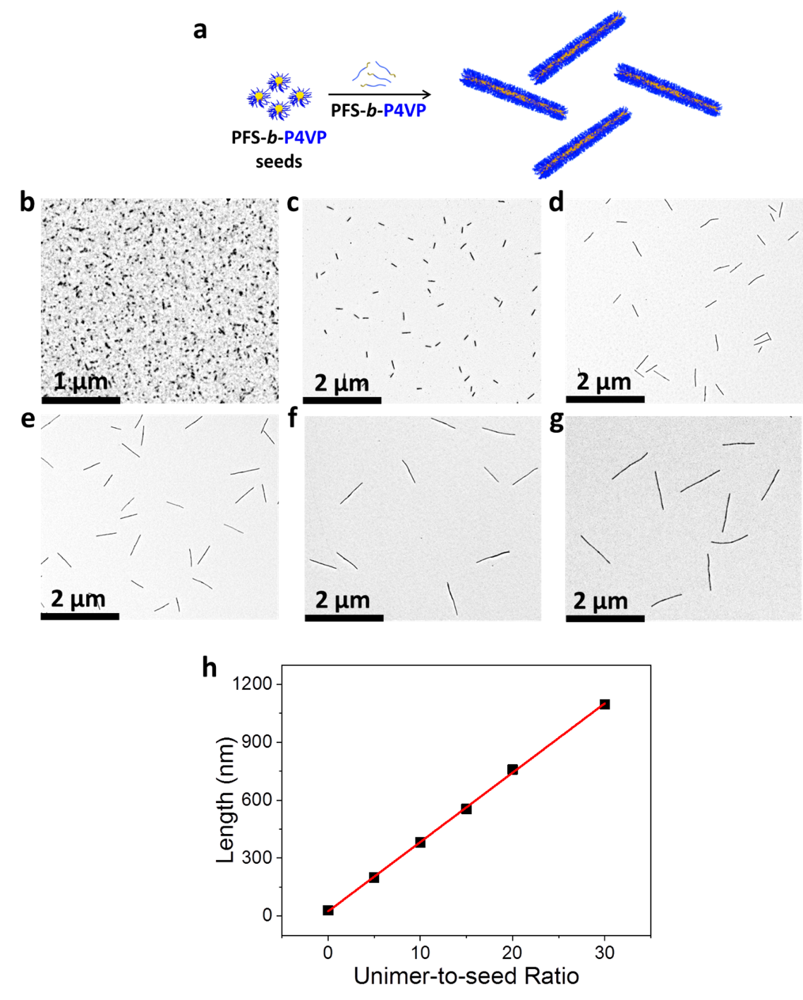 a
PFS-b-P4VP
PFS-b-P4VP
seeds
b
c
d
1 μm
2 μm
2 μm
e
f
g
2 μm
2 μm
2 μm
h
1200
900
600
300
0
Length (nm)
0 10 20 30
Unimer-to-seed Ratio